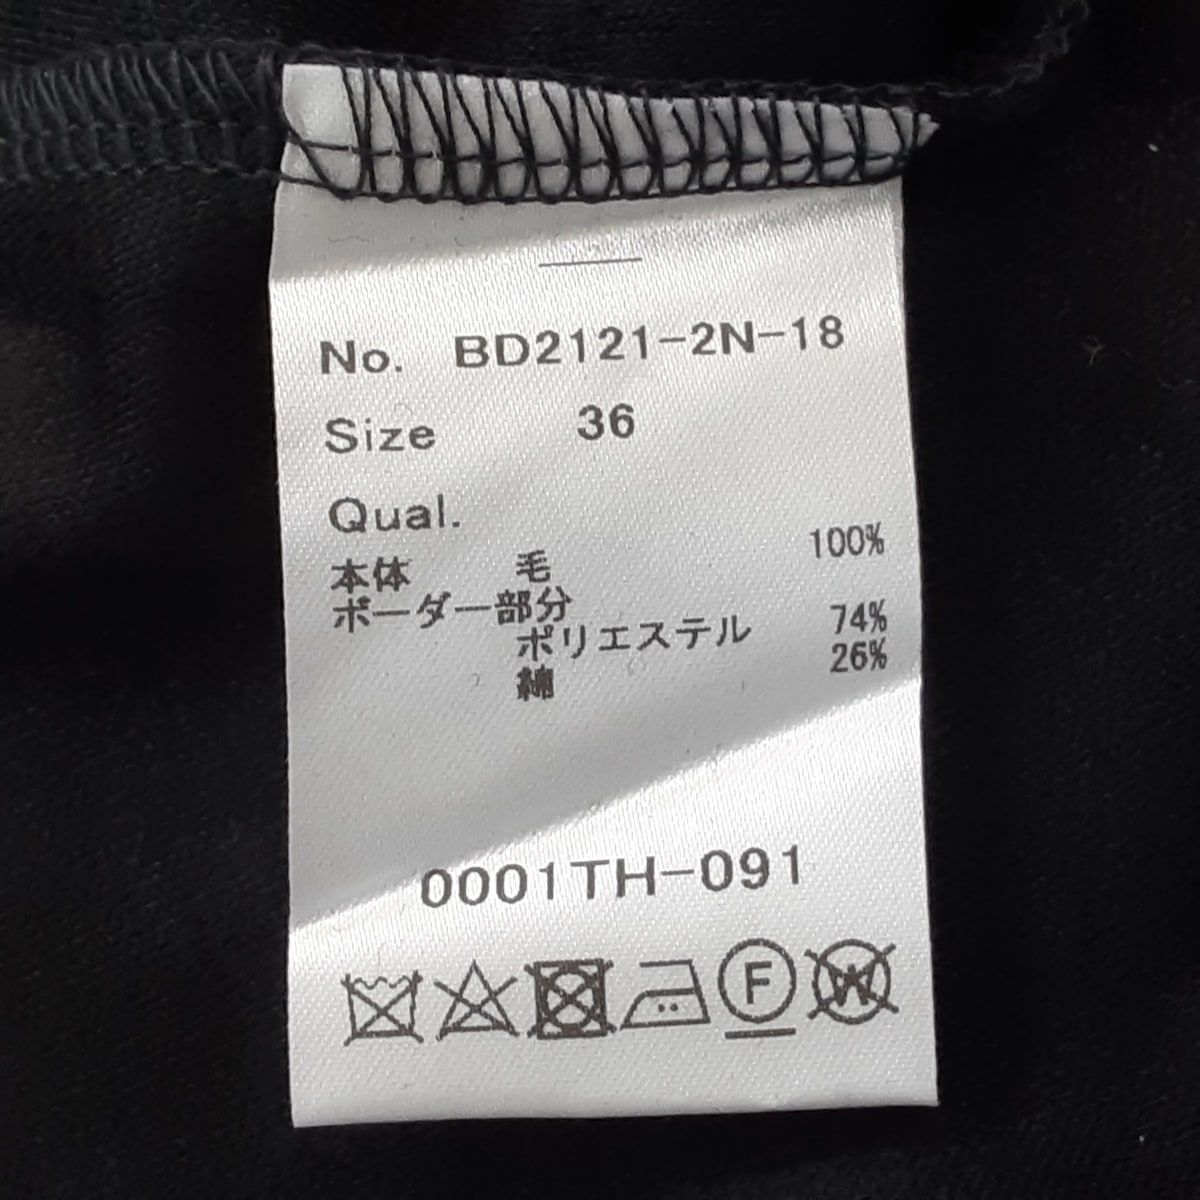 No. BD2121-2N-18
Size 36
Qual.
本体 毛 100%
ボーダー部分
ポリエステル 74%
綿 26%
0001TH-091
F W